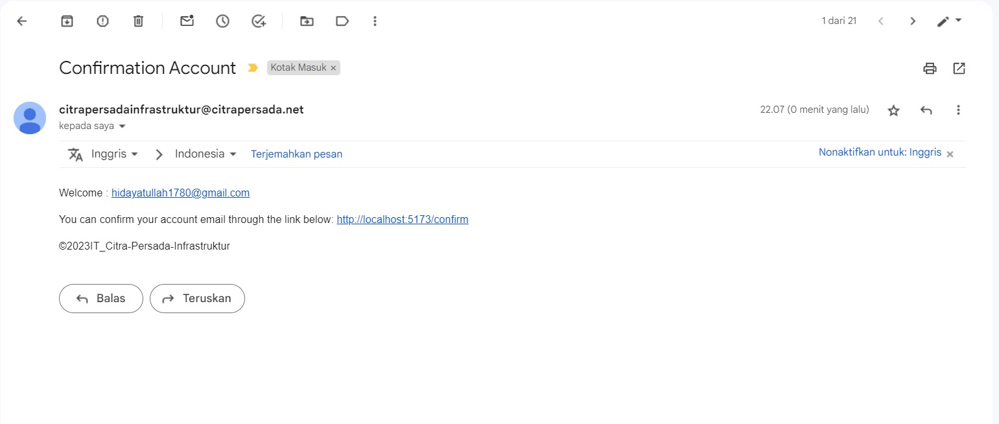 1 dari 21
Confirmation Account Kotak Masuk ×
citrapersadainfrastruktur@citrapersada.net 22.07 (0 menit yang lalu)
kepada saya
Inggris Indonesia Terjemahkan pesan Nonaktifkan untuk: Inggris ×
Welcome : hidayatullah1780@gmail.com
You can confirm your account email through the link below: http://localhost:5173/confirm
©2023IT_Citra-Persada-Infrastruktur
Balas Teruskan